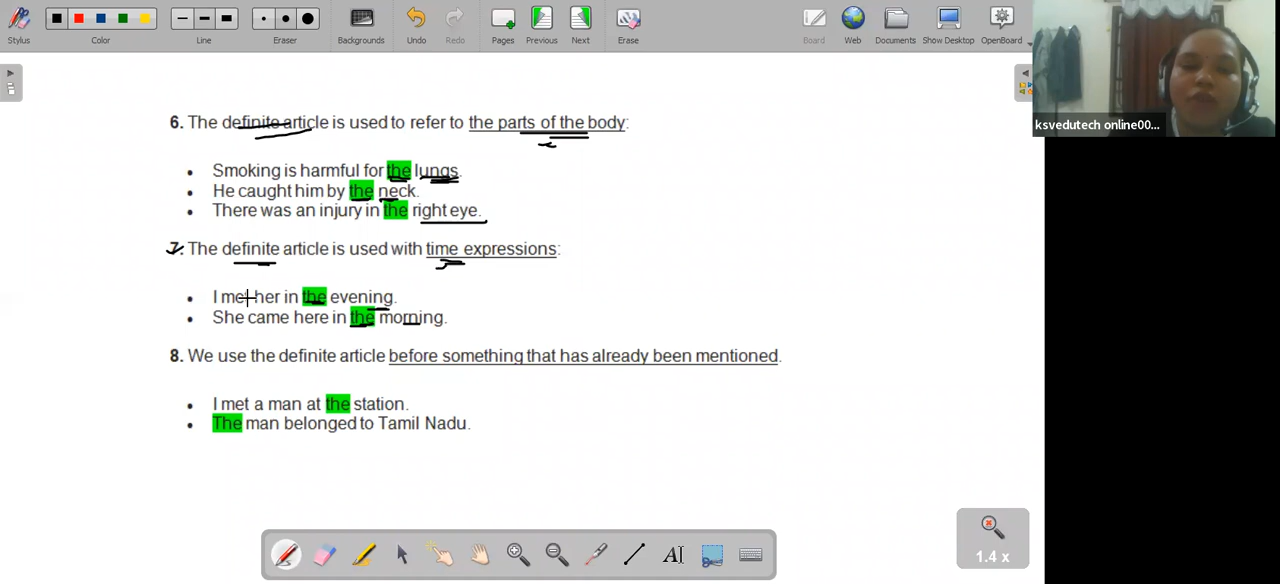 Stylus
Color
Line
Eraser
Backgrounds
Undo
Redo
Pages
Previous
Next
Erase
Board
Web
Documents
Show Desktop
OpenBoard
ksvedutech online00...
6. The definite article is used to refer to the parts of the body:
• Smoking is harmful for the lungs.
• He caught him by the neck.
• There was an injury in the right eye.
7. The definite article is used with time expressions:
• I met her in the evening.
• She came here in the morning.
8. We use the definite article before something that has already been mentioned.
• I met a man at the station.
• The man belonged to Tamil Nadu.
1.4 x